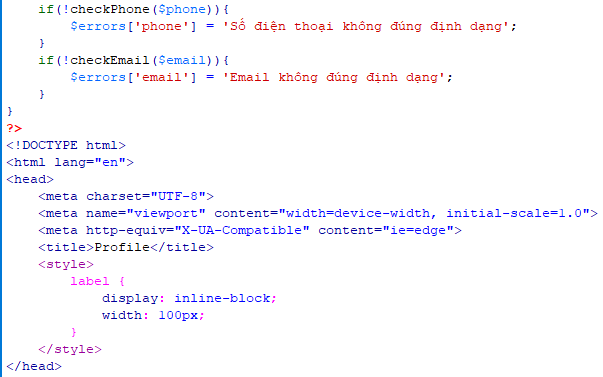 if(!checkPhone($phone)){
        $errors['phone'] = 'Số điện thoại không đúng định dạng';
    }
    if(!checkEmail($email)){
        $errors['email'] = 'Email không đúng định dạng';
    }
}
?>
<!DOCTYPE html>
<html lang="en">
<head>
    <meta charset="UTF-8">
    <meta name="viewport" content="width=device-width, initial-scale=1.0">
    <meta http-equiv="X-UA-Compatible" content="ie=edge">
    <title>Profile</title>
    <style>
        label {
            display: inline-block;
            width: 100px;
        }
    </style>
</head>